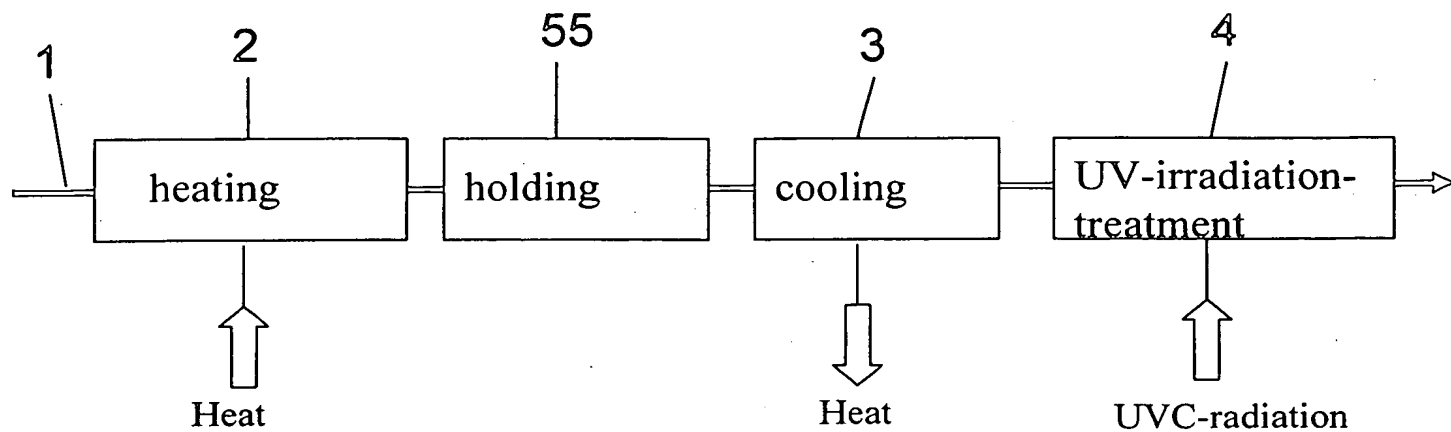 1
2
55
3
4
heating
holding
cooling
UV-irradiation-
treatment
Heat
Heat
UVC-radiation